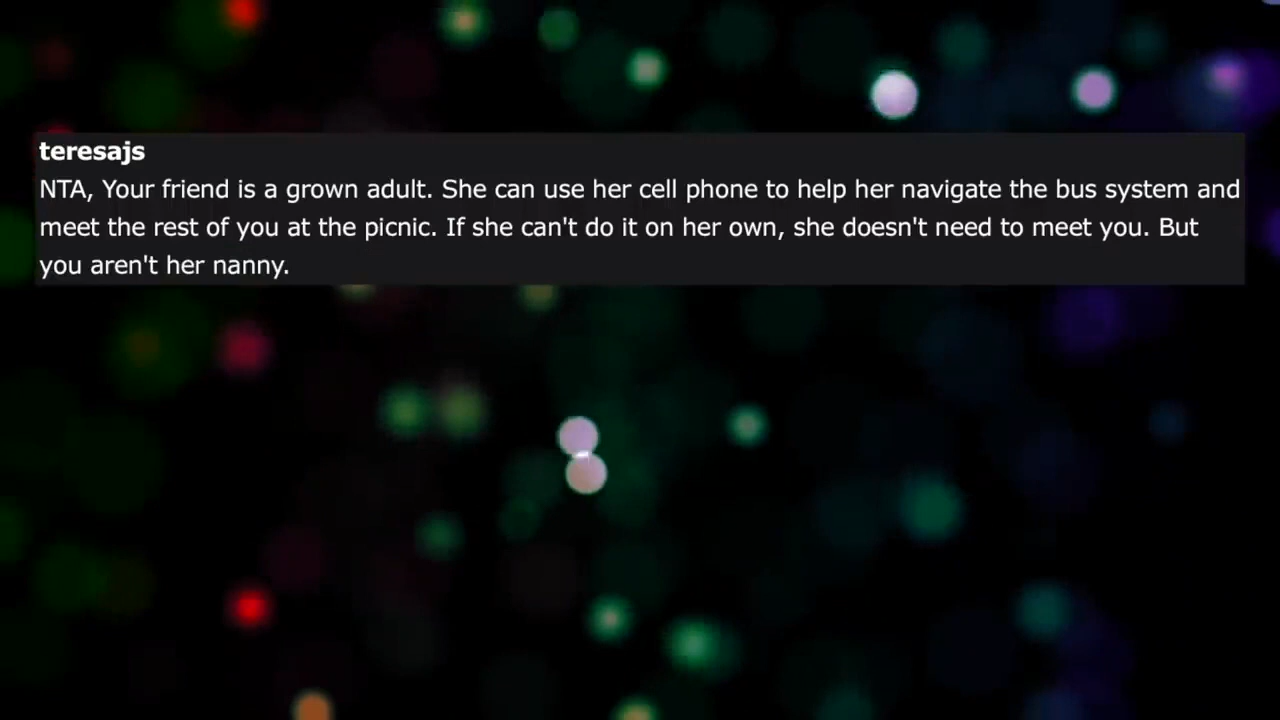 teresajs
NTA, Your friend is a grown adult. She can use her cell phone to help her navigate the bus system and
meet the rest of you at the picnic. If she can't do it on her own, she doesn't need to meet you. But
you aren't her nanny.